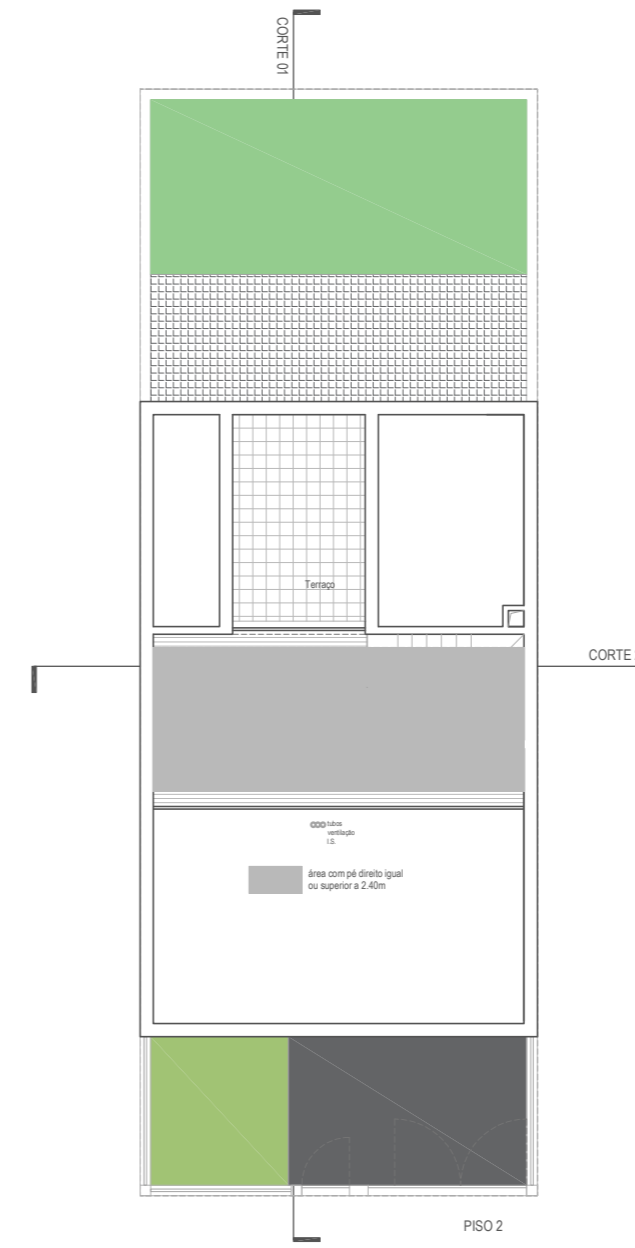 CORTE 01
Terraço
CORTE
tubos
ventilação
I.S.
área com pé direito igual
ou superior a 2.40m
PISO 2